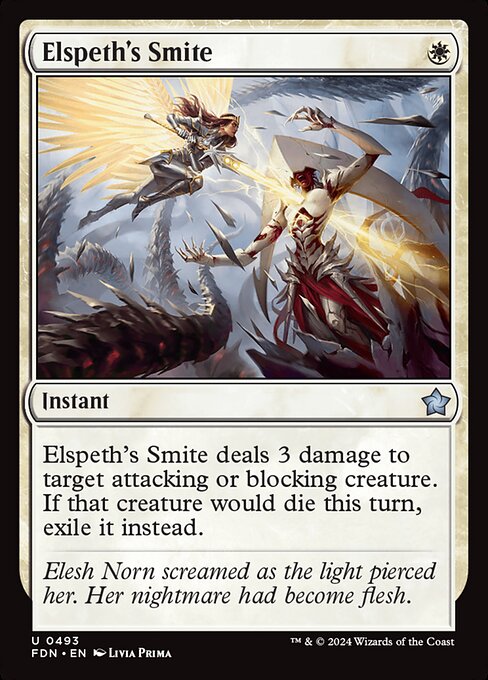 Elspeth's Smite
Instant
Elspeth's Smite deals 3 damage to
target attacking or blocking creature.
If that creature would die this turn,
exile it instead.
Elesh Norn screamed as the light pierced
her. Her nightmare had become flesh.
U 0493
FDN • EN Livia Prima
™ & © 2024 Wizards of the Coast